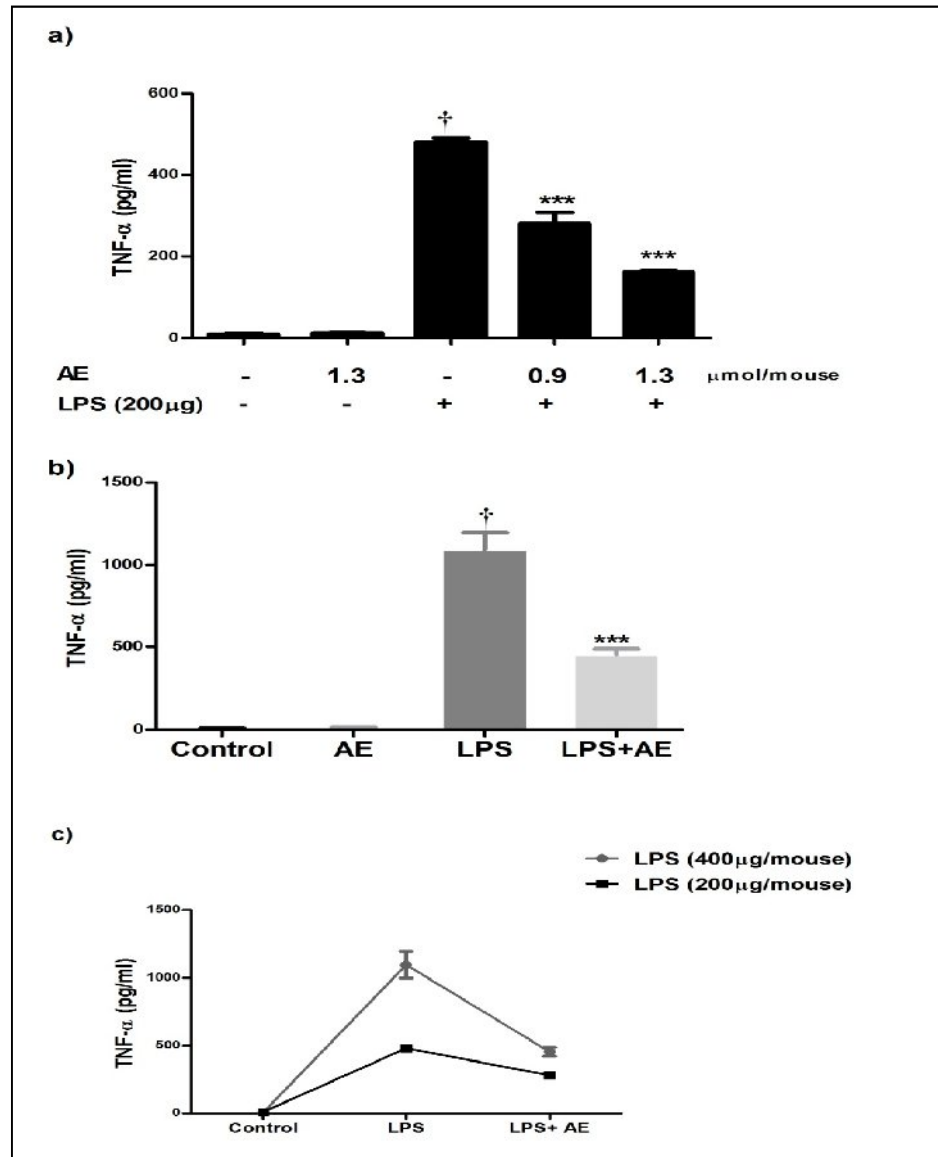 a)
600
†
400
***
***
200
0
TNF-α (pg/ml)
AE - 1.3 - 0.9 1.3 μmol/mouse
LPS (200μg) - - + + +
b)
1500
†
1000
***
500
0
TNF-α (pg/ml)
Control AE LPS LPS+AE
c)
LPS (400μg/mouse)
LPS (200μg/mouse)
1500
1000
500
0
TNF-α (pg/ml)
Control LPS LPS+ AE